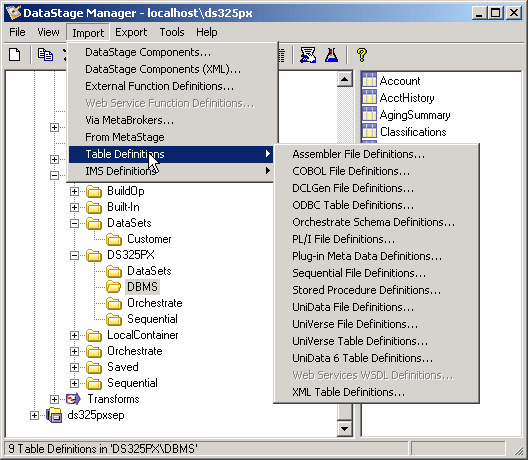 DataStage Manager - localhost\ds325px
File View Import Export Tools Help
DataStage Components...
DataStage Components (XML)...
External Function Definitions...
Web Service Function Definitions...
Via MetaBrokers...
From MetaStage
Table Definitions
IMS Definitions
Assembler File Definitions...
COBOL File Definitions...
DCLGen File Definitions...
ODBC Table Definitions...
Orchestrate Schema Definitions...
PL/I File Definitions...
Plug-in Meta Data Definitions...
Sequential File Definitions...
Stored Procedure Definitions...
UniData File Definitions...
UniVerse File Definitions...
UniVerse Table Definitions...
UniData 6 Table Definitions...
Web Services WSDL Definitions...
XML Table Definitions...
BuildOp
Built-In
DataSets
Customer
DS325PX
DataSets
DBMS
Orchestrate
Sequential
LocalContainer
Orchestrate
Saved
Sequential
Transforms
ds325pxsep
Account
AcctHistory
AgingSummary
Classifications
9 Table Definitions in 'DS325PX\DBMS'